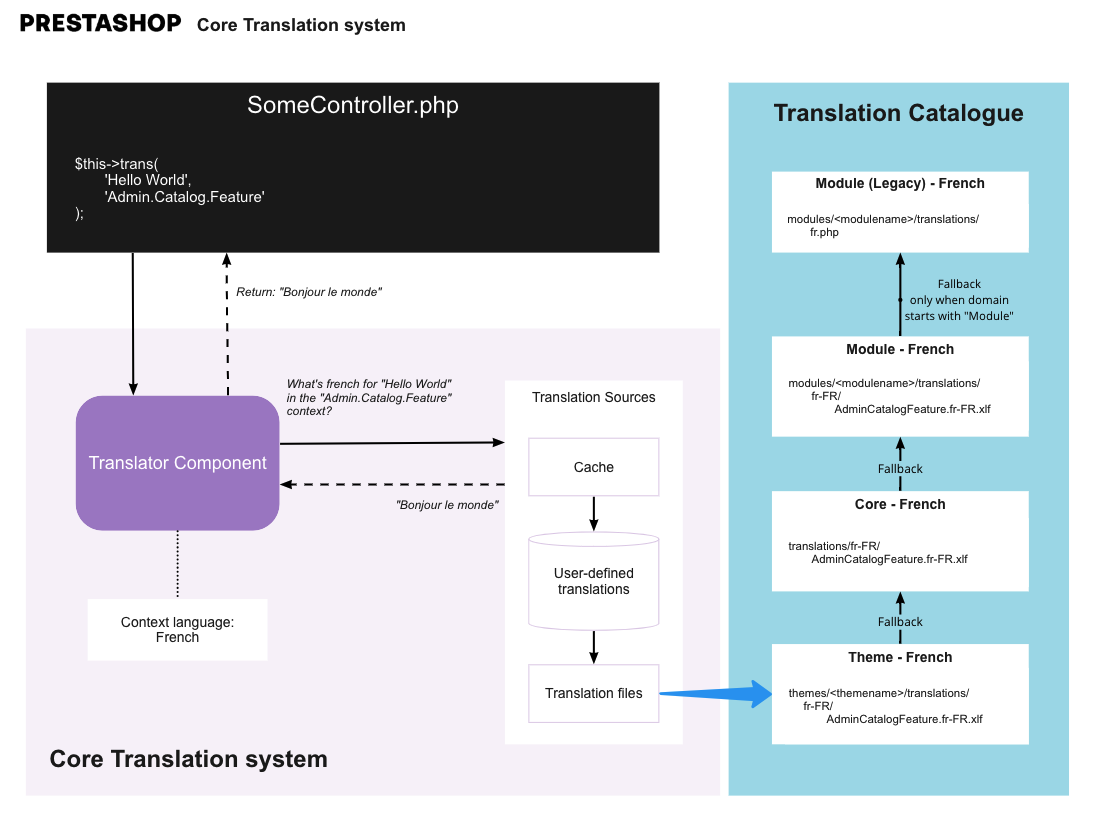 PRESTASHOP Core Translation system
SomeController.php
$this->trans(
'Hello World',
'Admin.Catalog.Feature'
);
Return: "Bonjour le monde"
What's french for "Hello World"
in the "Admin.Catalog.Feature"
context?
Translator Component
"Bonjour le monde"
Context language:
French
Translation Sources
Cache
User-defined
translations
Translation files
Core Translation system
Translation Catalogue
Module (Legacy) - French
modules/<modulename>/translations/
fr.php
Fallback
only when domain
starts with "Module"
Module - French
modules/<modulename>/translations/
fr-FR/
AdminCatalogFeature.fr-FR.xlf
Fallback
Core - French
translations/fr-FR/
AdminCatalogFeature.fr-FR.xlf
Fallback
Theme - French
themes/<themename>/translations/
fr-FR/
AdminCatalogFeature.fr-FR.xlf